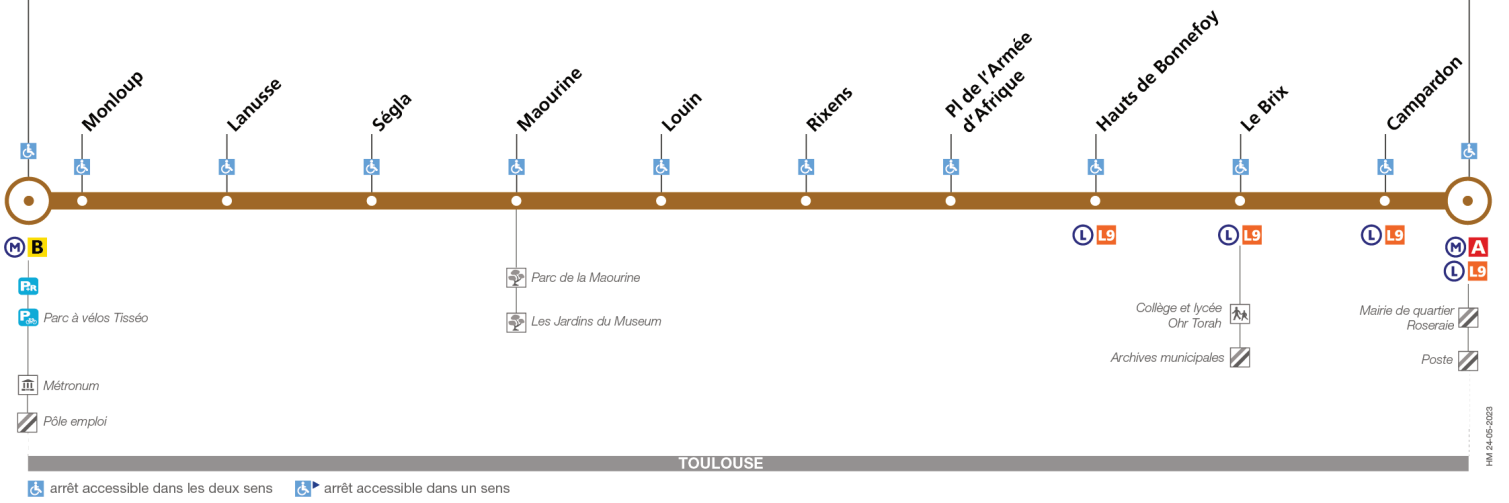 Monloup
Lanusse
Ségla
Maourine
Louin
Rixens
Pl de l'Armée
d'Afrique
Hauts de Bonnefoy
Le Brix
Campardon
M B
L L9
L L9
L L9
M A
L L9
P+R
P
Parc à vélos Tisséo
Métronum
Pôle emploi
Parc de la Maourine
Les Jardins du Museum
Collège et lycée
Ohr Torah
Archives municipales
Mairie de quartier
Roseraie
Poste
HM 24-05-2023
TOULOUSE
arrêt accessible dans les deux sens
arrêt accessible dans un sens